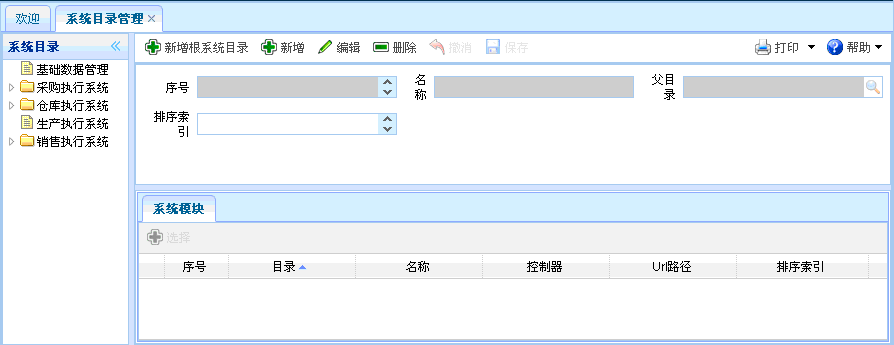 欢迎
系统目录管理
系统目录
基础数据管理
采购执行系统
仓库执行系统
生产执行系统
销售执行系统
新增根系统目录 新增 编辑 删除 撤消 保存 打印 帮助
序号
名
称
父目
录
排序索
引
系统模块
选择
序号 目录 名称 控制器 Url路径 排序索引